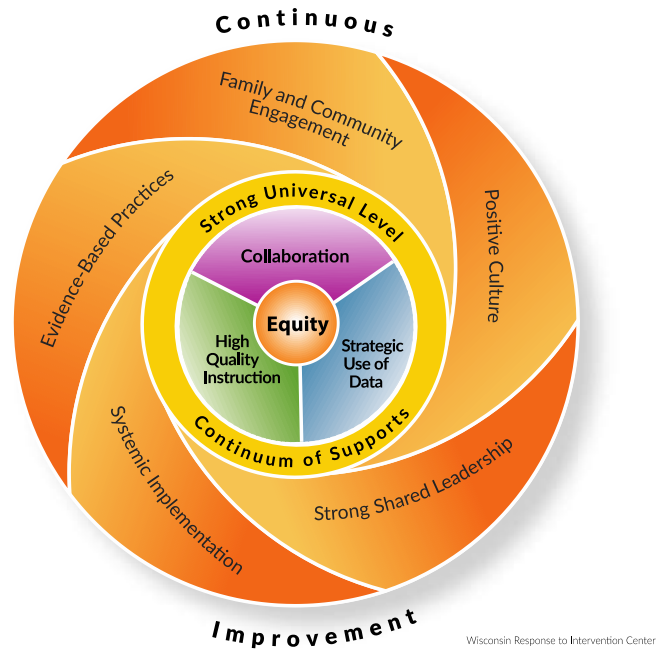 Continuous
Family and Community
Engagement
Evidence-Based Practices
Positive Culture
Strong Universal Level
Collaboration
Equity
High
Quality
Instruction
Strategic
Use of
Data
Continuum of Supports
Systemic Implementation
Strong Shared Leadership
Improvement
Wisconsin Response to Intervention Center